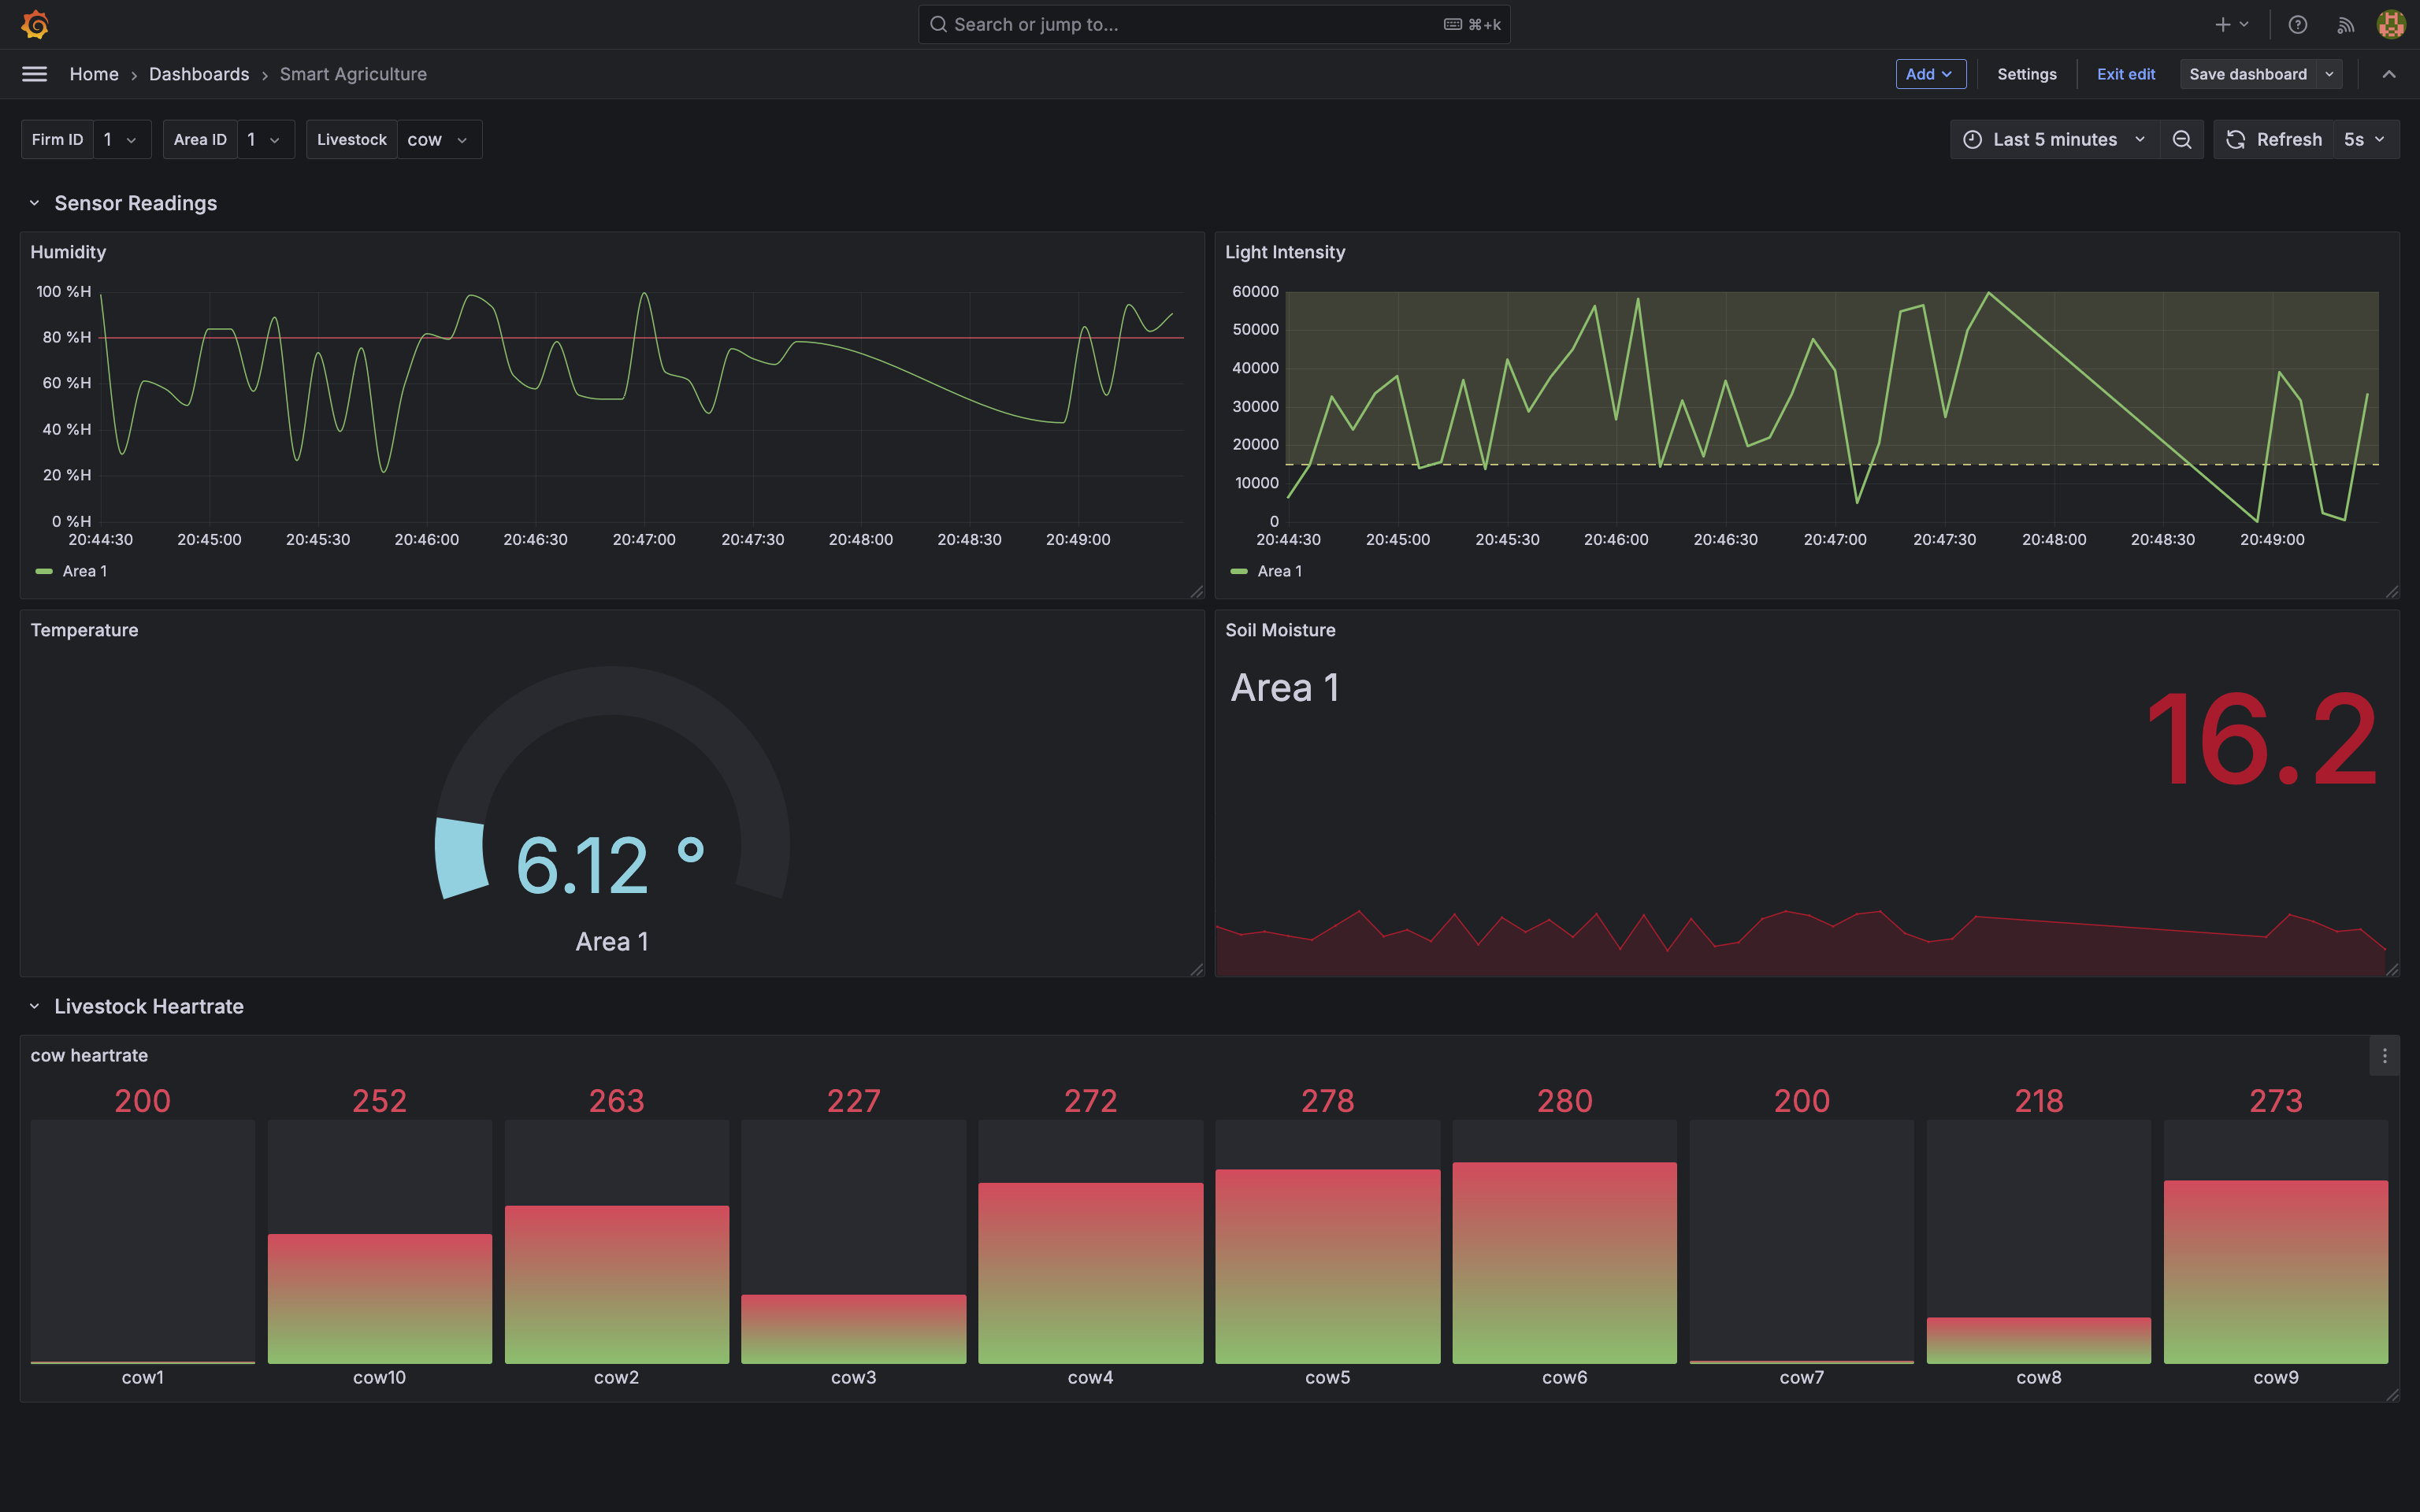 Search or jump to... ⌘+k
Home › Dashboards › Smart Agriculture
Add Settings Exit edit Save dashboard
Firm ID 1 Area ID 1 Livestock cow Last 5 minutes Refresh 5s
Sensor Readings
Humidity
100 %H
80 %H
60 %H
40 %H
20 %H
0 %H
20:44:30 20:45:00 20:45:30 20:46:00 20:46:30 20:47:00 20:47:30 20:48:00 20:48:30 20:49:00
Area 1
Light Intensity
60000
50000
40000
30000
20000
10000
0
20:44:30 20:45:00 20:45:30 20:46:00 20:46:30 20:47:00 20:47:30 20:48:00 20:48:30 20:49:00
Area 1
Temperature
6.12 °
Area 1
Soil Moisture
Area 1
16.2
Livestock Heartrate
cow heartrate
200 252 263 227 272 278 280 200 218 273
cow1 cow10 cow2 cow3 cow4 cow5 cow6 cow7 cow8 cow9